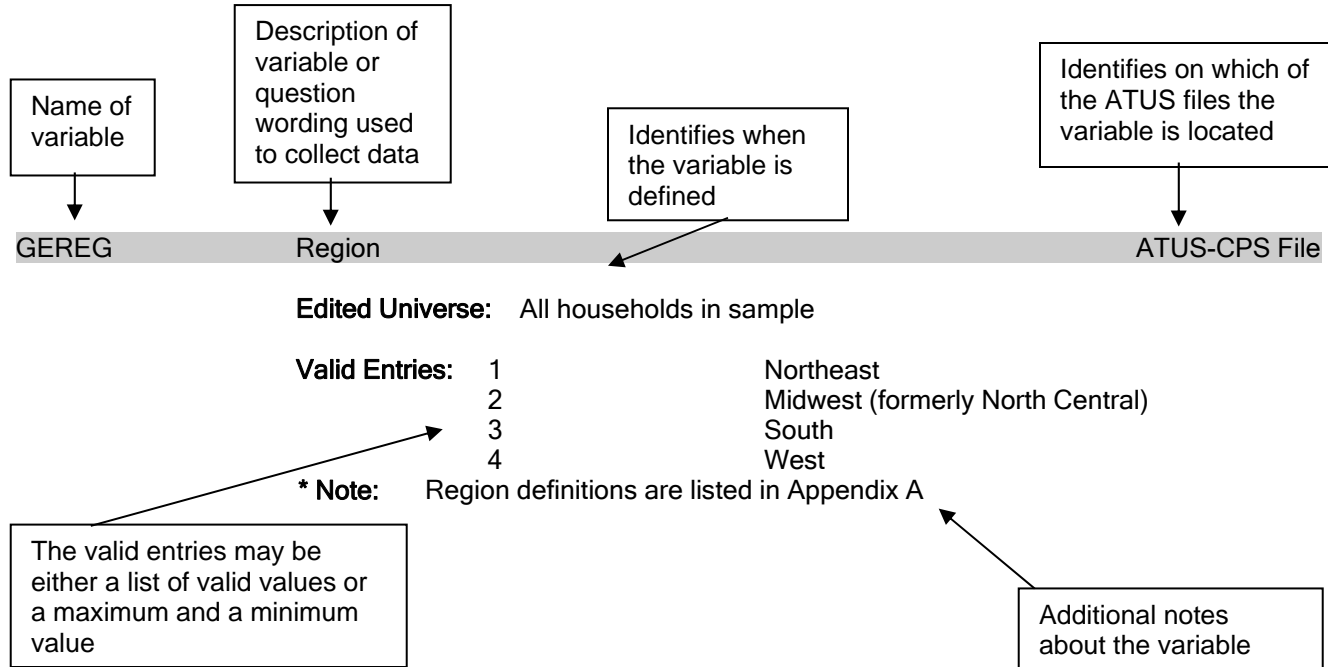 Name of
variable
Description of
variable or
question
wording used
to collect data
Identifies when
the variable is
defined
Identifies on which of
the ATUS files the
variable is located
GEREG Region ATUS-CPS File
Edited Universe: All households in sample
Valid Entries: 1 Northeast
2 Midwest (formerly North Central)
3 South
4 West
* Note: Region definitions are listed in Appendix A
The valid entries may be
either a list of valid values or
a maximum and a minimum
value
Additional notes
about the variable